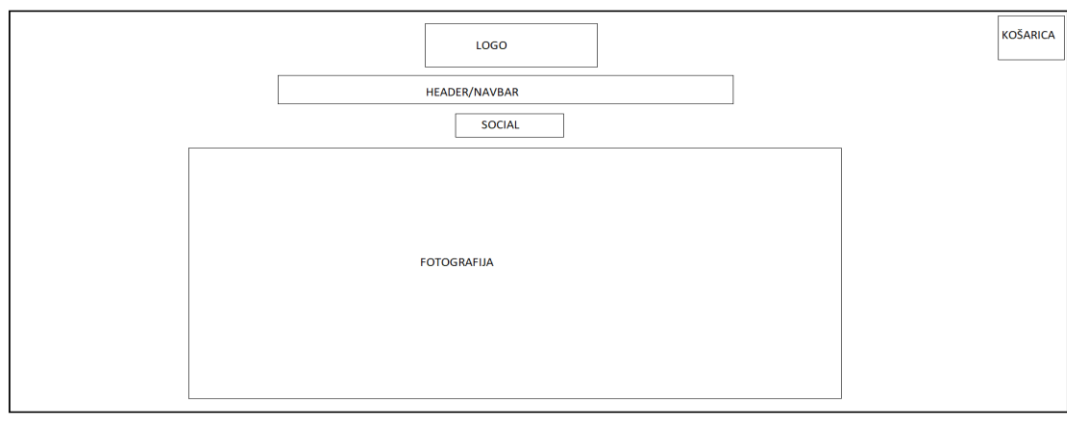 LOGO
KOŠARICA
HEADER/NAVBAR
SOCIAL
FOTOGRAFIJA